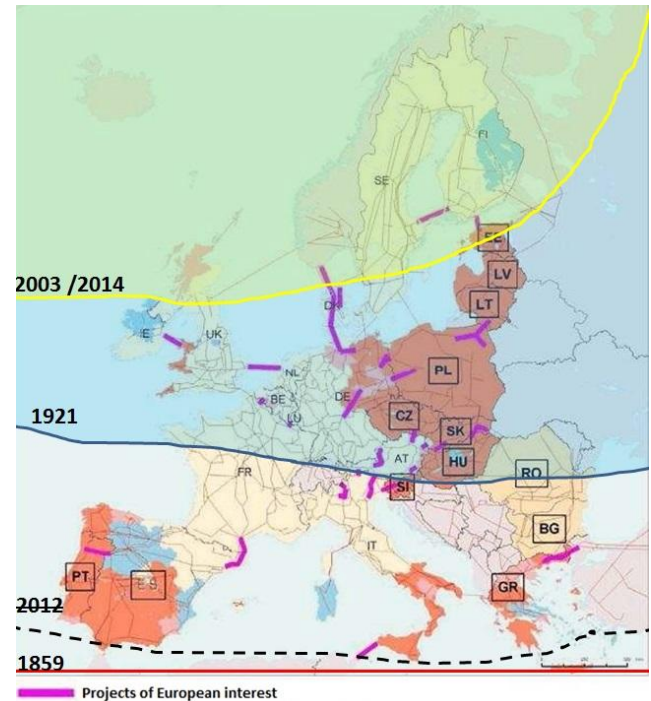 FI
SE
EE
LV
2003 /2014
DK
LT
IE
UK
NL
PL
BE
DE
LU
CZ
1921
SK
AT
HU
FR
RO
SI
BG
IT
PT
ES
GR
2012
1859
Projects of European interest